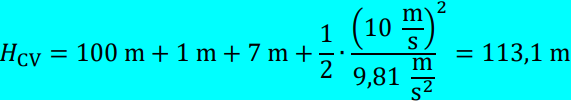 H_CV = 100 m + 1 m + 7 m + 1/2 · (10 m/s)^2 / 9,81 m/s^2 = 113,1 m